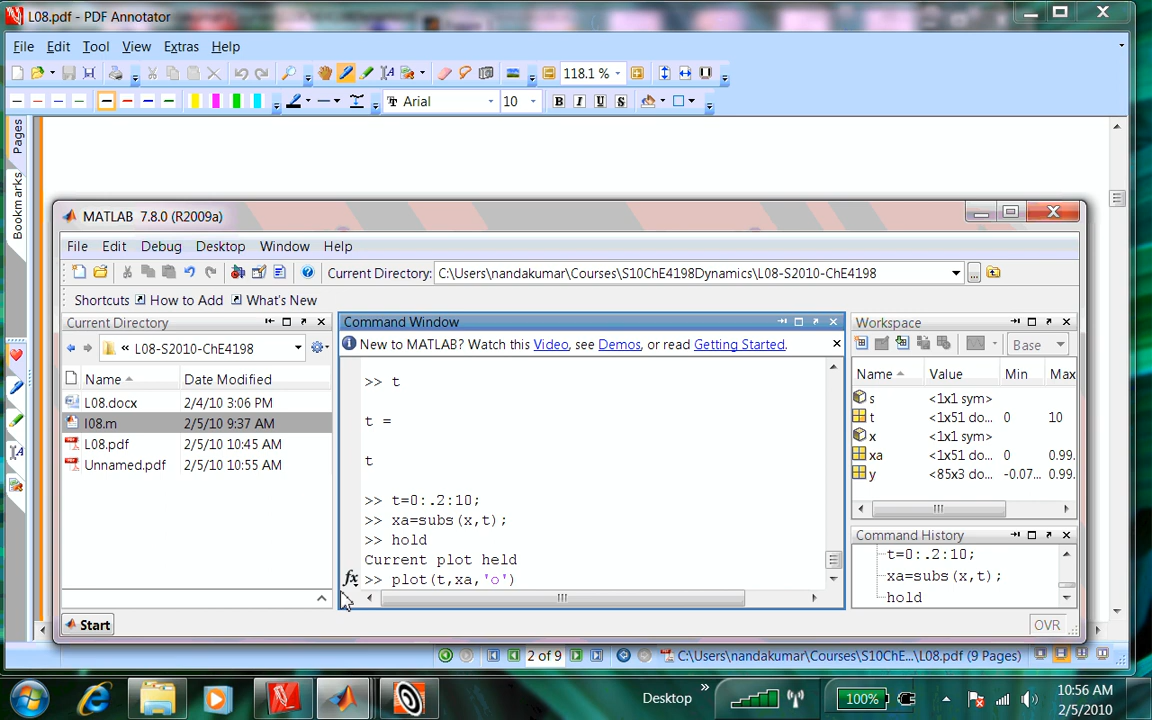 L08.pdf - PDF Annotator
File Edit Tool View Extras Help
118.1 %
Arial 10 B I U S
Pages
Bookmarks
MATLAB 7.8.0 (R2009a)
File Edit Debug Desktop Window Help
Current Directory: C:\Users\nandakumar\Courses\S10ChE4198Dynamics\L08-S2010-ChE4198
Shortcuts How to Add What's New
Current Directory
« L08-S2010-ChE4198
Name Date Modified
L08.docx 2/4/10 3:06 PM
l08.m 2/5/10 9:37 AM
L08.pdf 2/5/10 10:45 AM
Unnamed.pdf 2/5/10 10:55 AM
Command Window
New to MATLAB? Watch this Video, see Demos, or read Getting Started.
>> t
t =
t
>> t=0:.2:10;
>> xa=subs(x,t);
>> hold
Current plot held
fx >> plot(t,xa,'o')
Workspace
Base
Name Value Min Max
s <1x1 sym>
t <1x51 do... 0 10
x <1x1 sym>
xa <1x51 do... 0 0.99.
y <85x3 do... -0.07... 0.99.
Command History
t=0:.2:10;
xa=subs(x,t);
hold
Start
OVR
2 of 9 C:\Users\nandakumar\Courses\S10ChE...\L08.pdf (9 Pages)
Desktop »
100%
10:56 AM
2/5/2010